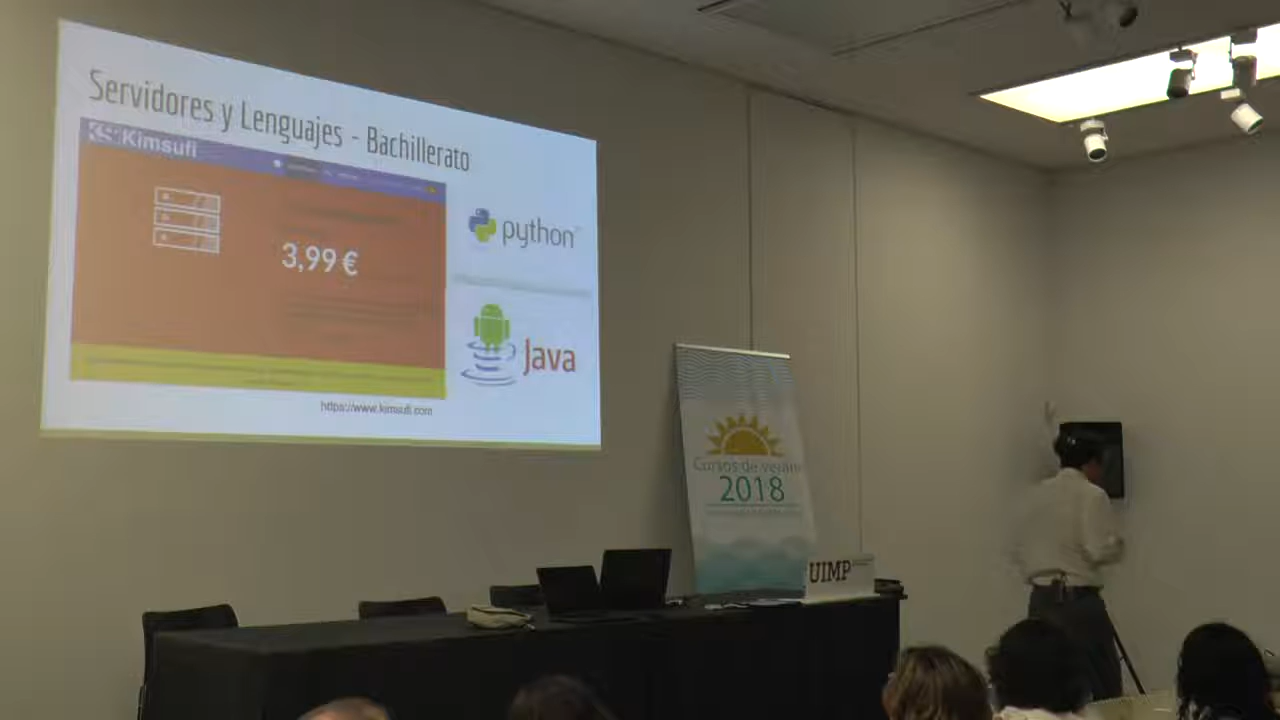 Servidores y Lenguajes - Bachillerato
Kimsufi
3,99 €
python
Java
https://www.kimsufi.com
Cursos de verano
2018
UIMP